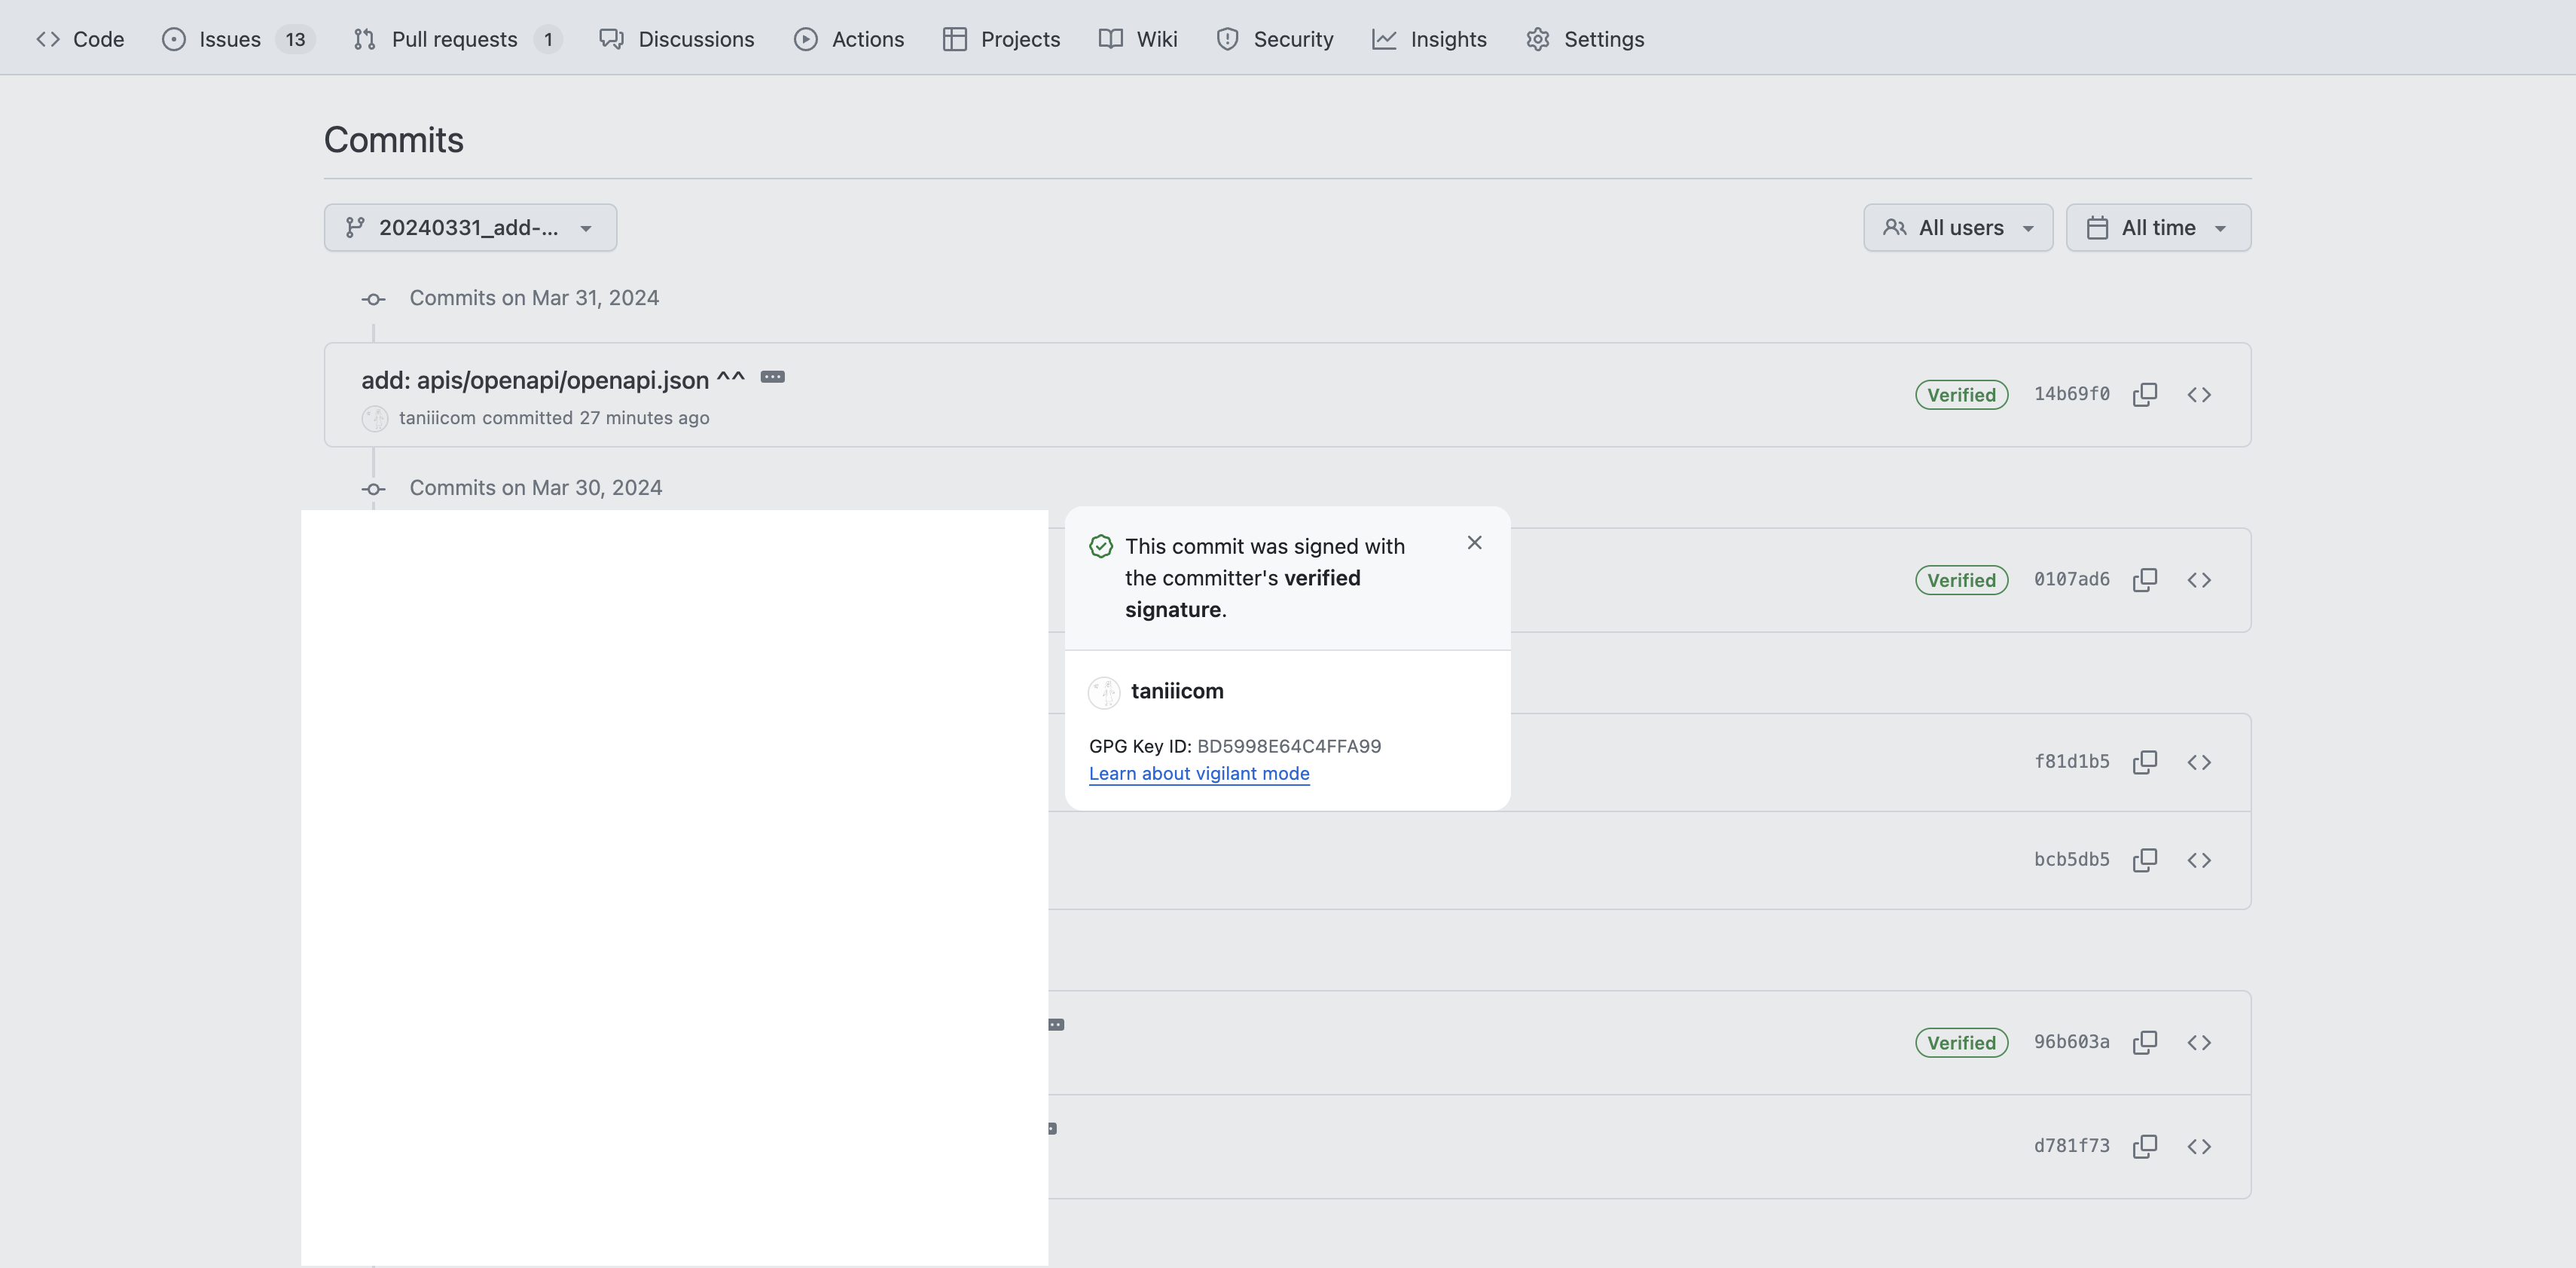 Code Issues 13 Pull requests 1 Discussions Actions Projects Wiki Security Insights Settings
Commits
20240331_add-... All users All time
Commits on Mar 31, 2024
add: apis/openapi/openapi.json ^^
Verified 14b69f0
taniiicom committed 27 minutes ago
Commits on Mar 30, 2024
This commit was signed with
the committer's verified
signature.
Verified 0107ad6
taniiicom
GPG Key ID: BD5998E64C4FFA99
Learn about vigilant mode
f81d1b5
bcb5db5
Verified 96b603a
d781f73